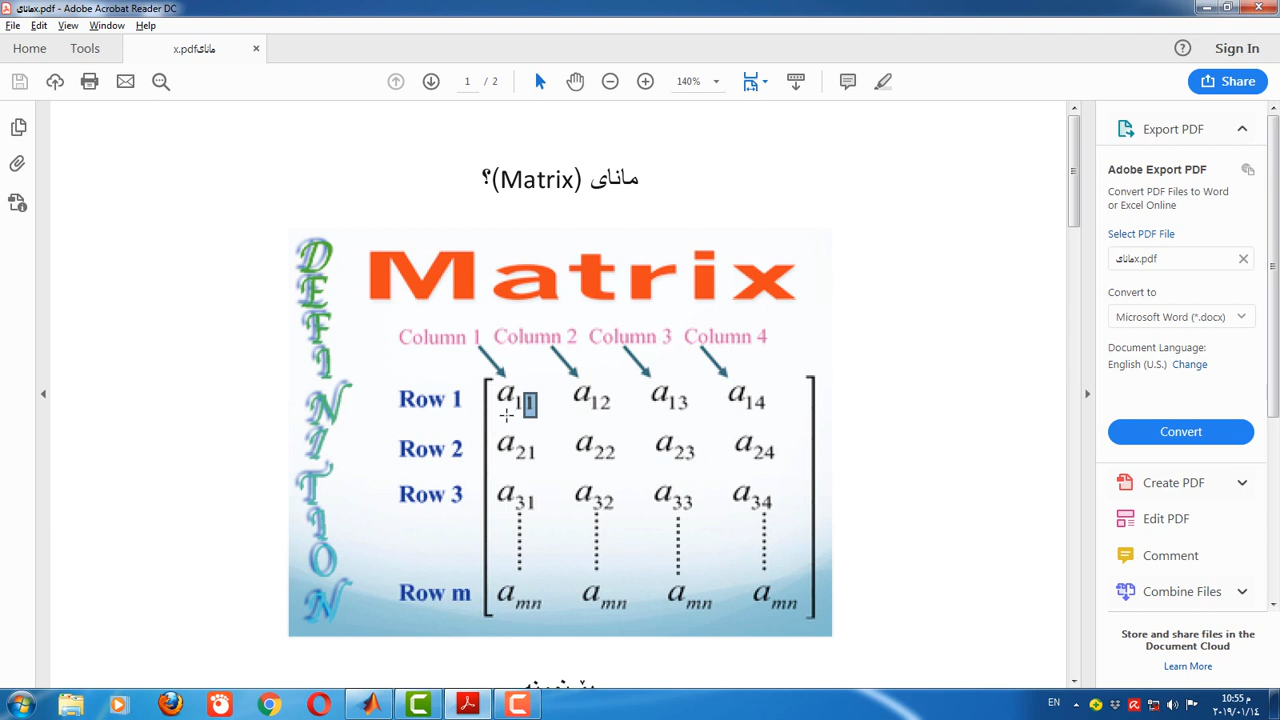 مانایx.pdf - Adobe Acrobat Reader DC
File Edit View Window Help
Home Tools مانایx.pdf Sign In
1 / 2 140% Share
مانای (Matrix)؟
DEFINITION
Matrix
Column 1 Column 2 Column 3 Column 4
Row 1 a11 a12 a13 a14
Row 2 a21 a22 a23 a24
Row 3 a31 a32 a33 a34
Row m amn amn amn amn
Export PDF
Adobe Export PDF
Convert PDF Files to Word
or Excel Online
Select PDF File
مانایx.pdf
Convert to
Microsoft Word (*.docx)
Document Language:
English (U.S.) Change
Convert
Create PDF
Edit PDF
Comment
Combine Files
Store and share files in the
Document Cloud
Learn More
EN
م 10:55
٢٠١٩/٠١/١٤